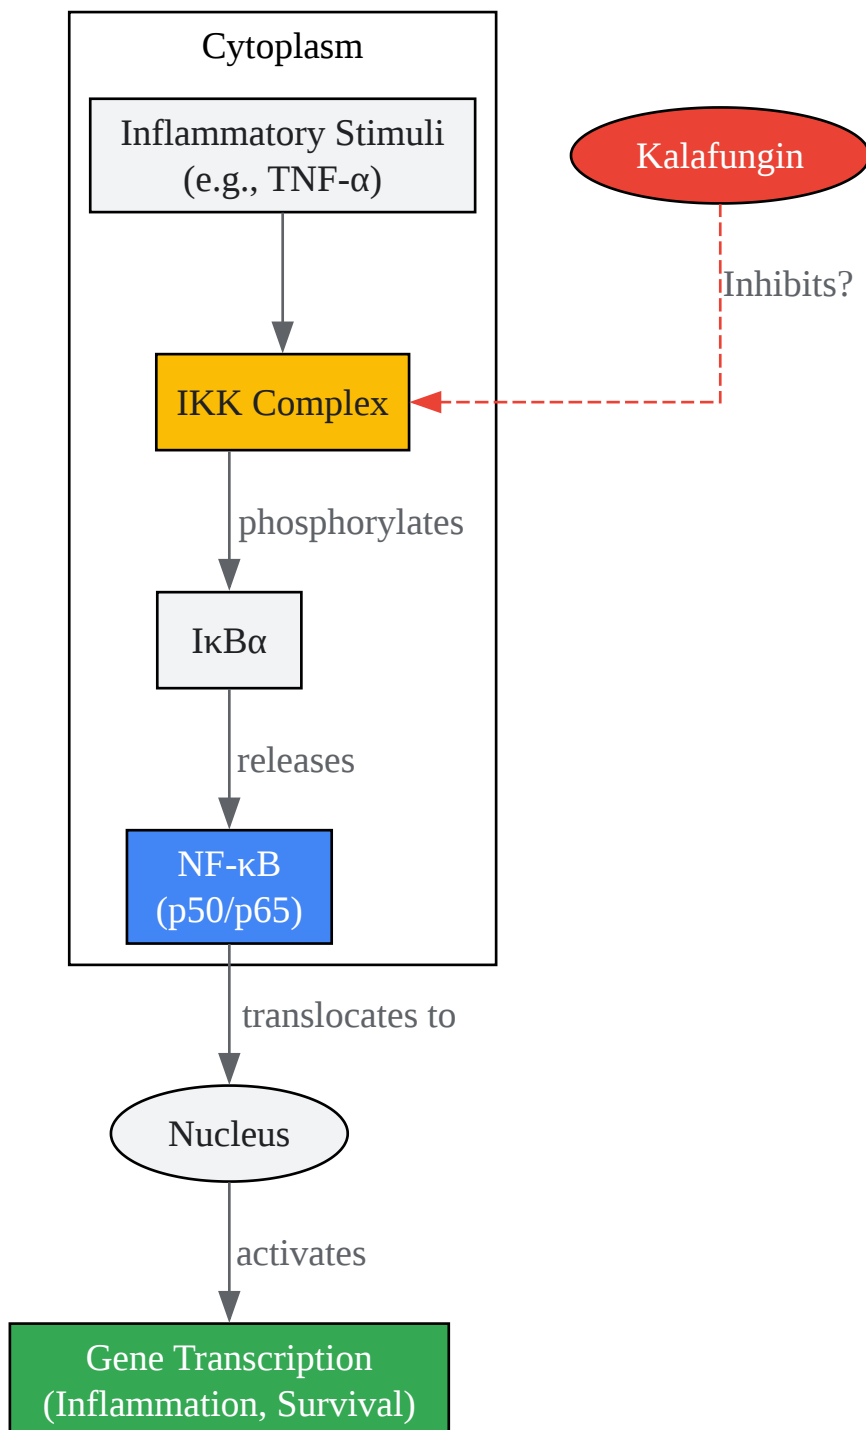 Cytoplasm
Inflammatory Stimuli
(e.g., TNF-α)
Kalafungin
Inhibits?
IKK Complex
phosphorylates
IκBα
releases
NF-κB
(p50/p65)
translocates to
Nucleus
activates
Gene Transcription
(Inflammation, Survival)